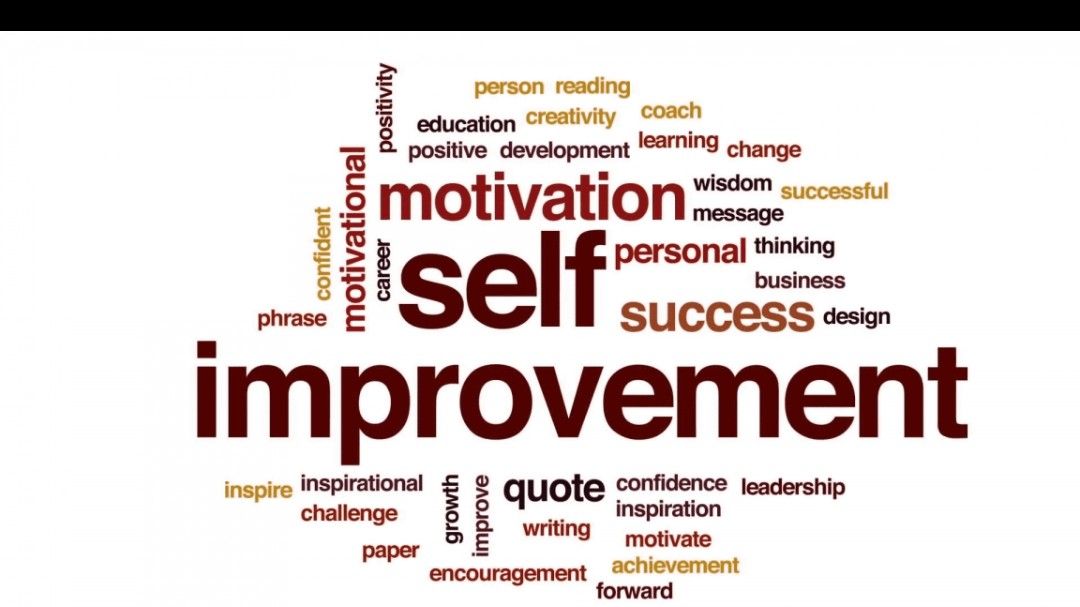 positivity
person reading
education creativity coach
positive development learning change
motivational
motivation wisdom successful
message
confident
career
self personal thinking
business
phrase success design
improvement
inspire inspirational growth improve quote confidence leadership
challenge writing inspiration
paper motivate
encouragement achievement
forward